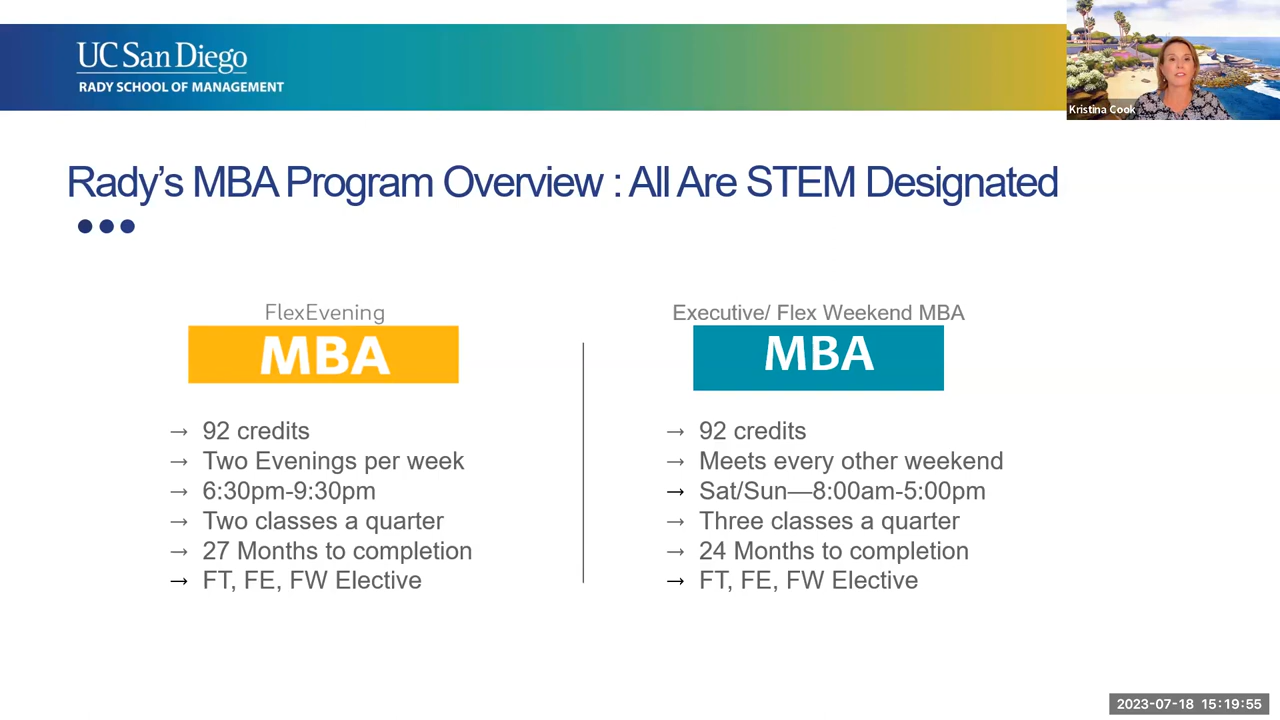 UC San Diego
RADY SCHOOL OF MANAGEMENT
Kristina Cook
Rady's MBA Program Overview : All Are STEM Designated
FlexEvening
MBA
→ 92 credits
→ Two Evenings per week
→ 6:30pm-9:30pm
→ Two classes a quarter
→ 27 Months to completion
→ FT, FE, FW Elective
Executive/ Flex Weekend MBA
MBA
→ 92 credits
→ Meets every other weekend
→ Sat/Sun—8:00am-5:00pm
→ Three classes a quarter
→ 24 Months to completion
→ FT, FE, FW Elective
2023-07-18 15:19:55